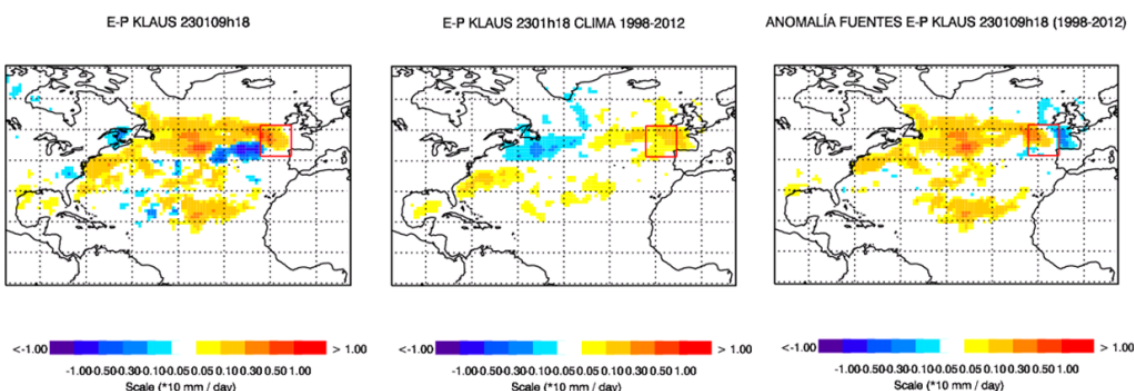 E-P KLAUS 230109h18
E-P KLAUS 2301h18 CLIMA 1998-2012
ANOMALÍA FUENTES E-P KLAUS 230109h18 (1998-2012)
<-1.00 > 1.00
-1.00-0.50-0.30-0.10-0.05 0.05 0.10 0.30 0.50 1.00
Scale (*10 mm / day)
<-1.00 > 1.00
-1.00-0.50-0.30-0.10-0.05 0.05 0.10 0.30 0.50 1.00
Scale (*10 mm / day)
<-1.00 > 1.00
-1.00-0.50-0.30-0.10-0.05 0.05 0.10 0.30 0.50 1.00
Scale (*10 mm / day)